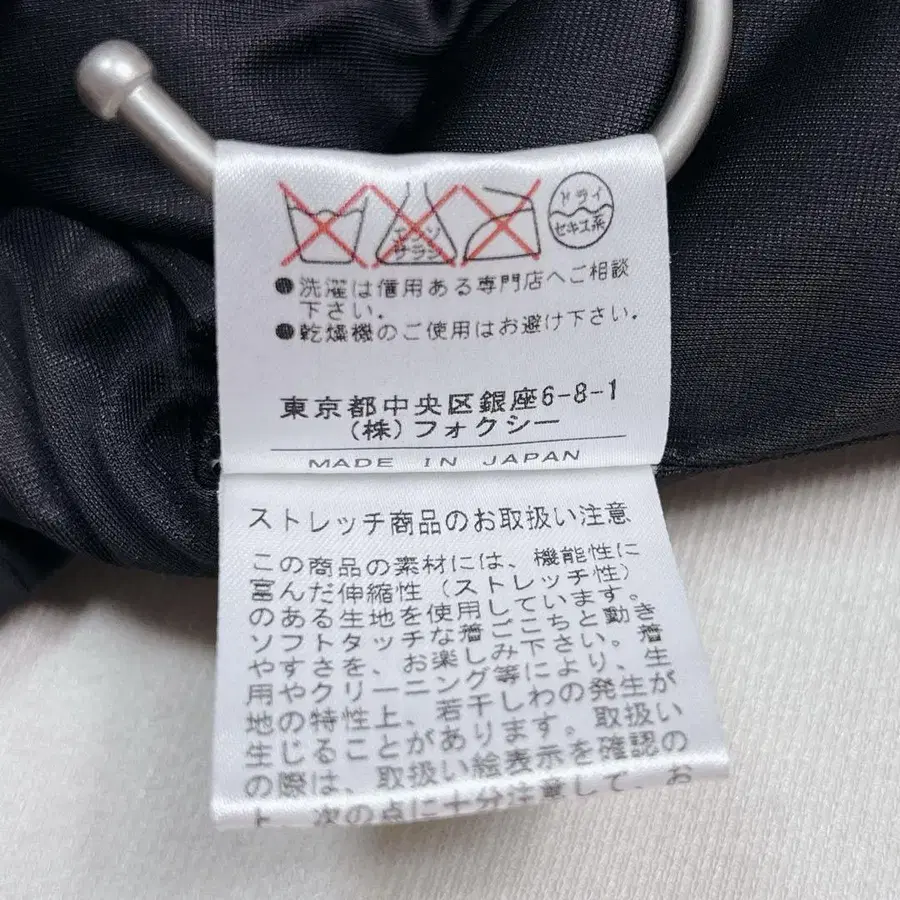 エンソ
サラシ
ドライ
セキユ系
●洗濯は信用ある専門店へご相談
下さい.
●乾燥機のご使用はお避け下さい.
東京都中央区銀座6-8-1
(株)フォクシー
MADE IN JAPAN
ストレッチ商品のお取扱い注意
この商品の素材には、機能性に
富んだ伸縮性(ストレッチ性)
のある生地を使用しています。
ソフトタッチな着ごこちと動き
やすさを、お楽しみ下さい。着
用やクリーニング等により、生
地の特性上、若干しわの発生が
生じることがあります。取扱い
の際は、取扱い絵表示を確認の
上、次の点に十分注意して、お